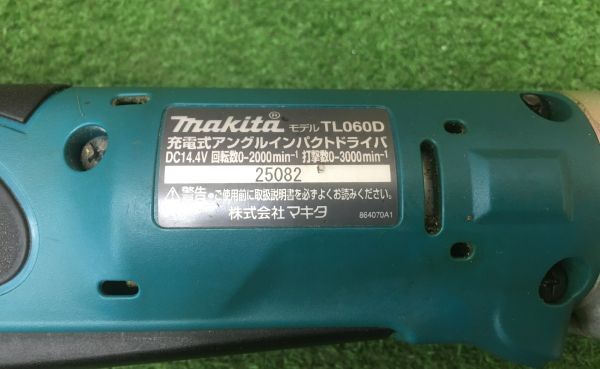 makita® モデル TL060D
充電式アングルインパクトドライバ
DC14.4V 回転数0-2000min-1 打撃数0-3000min-1
25082
⚠警告・ご使用前に取扱説明書を必ずよくお読みください。
株式会社 マキタ 864070A1